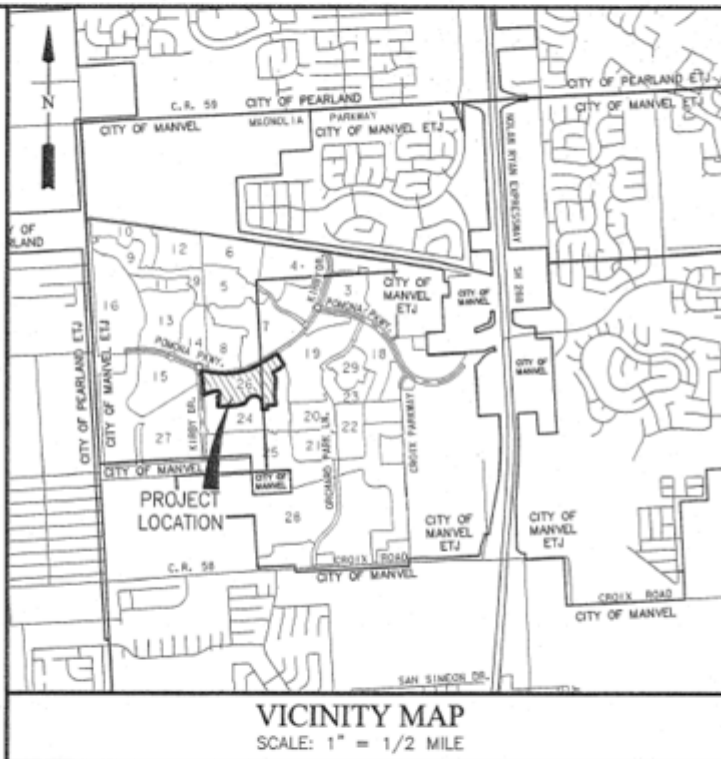 CITY OF PEARLAND ETJ
C.R. 59
CITY OF PEARLAND
CITY OF MANVEL ETJ
CITY OF MANVEL
MAGNOLIA PARKWAY
CITY OF MANVEL ETJ
N
NOLAN RYAN EXPRESSWAY
SH 288
10
12
6
9
4
11
5
3
16
13
7
KIRBY DR.
POMONA PKWY.
CITY OF MANVEL ETJ
CITY OF MANVEL
14
8
19
18
POMONA PKWY.
15
29
26
23
CITY OF MANVEL
CITY OF PEARLAND ETJ
CITY OF MANVEL ETJ
KIRBY DR.
24
20
22
27
21
25
ORCHARD PARK LN.
CROIX PARKWAY
CITY OF MANVEL
CITY OF MANVEL
PROJECT
LOCATION
28
CITY OF MANVEL ETJ
CITY OF MANVEL ETJ
C.R. 58
CROIX ROAD
CITY OF MANVEL
CROIX ROAD
CITY OF MANVEL
SAN SIMEON DR.
VICINITY MAP
SCALE: 1" = 1/2 MILE